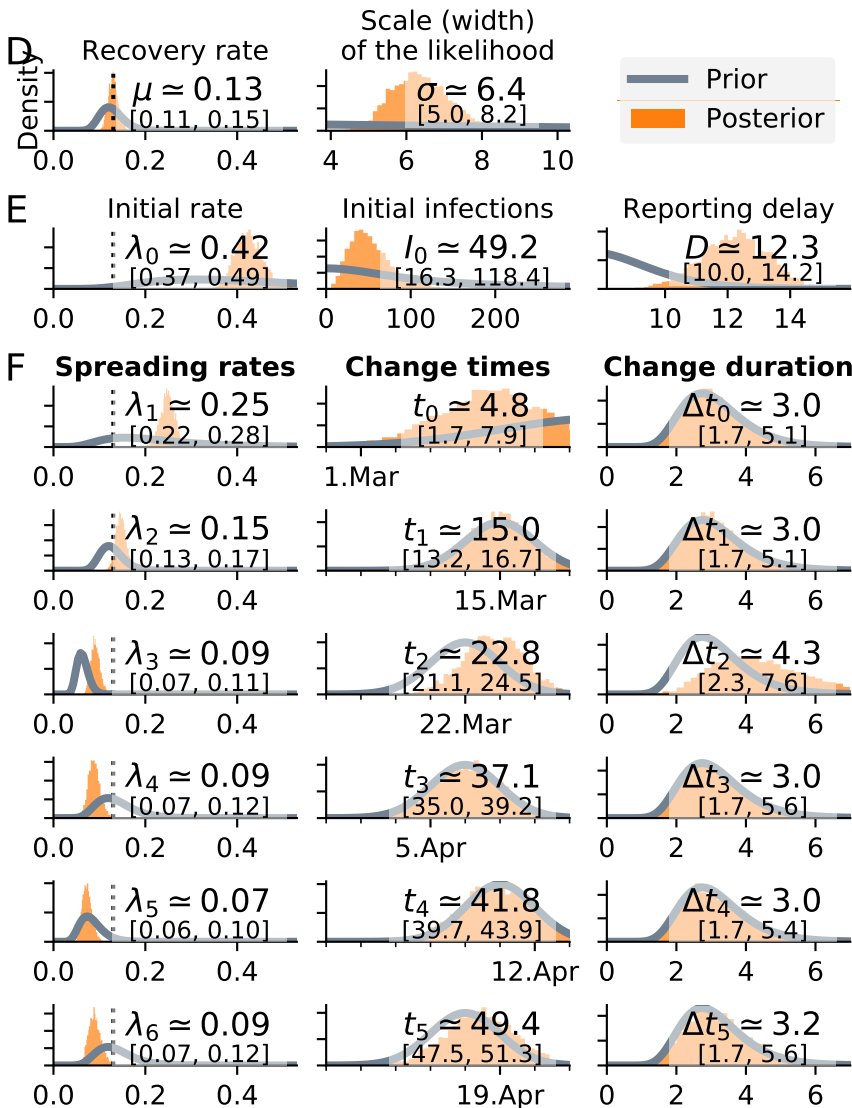 D
Density
Recovery rate
μ ≃ 0.13
[0.11, 0.15]
0.0 0.2 0.4
Scale (width)
of the likelihood
σ ≃ 6.4
[5.0, 8.2]
4 6 8 10
Prior
Posterior
E
Initial rate
λ0 ≃ 0.42
[0.37, 0.49]
0.0 0.2 0.4
Initial infections
I0 ≃ 49.2
[16.3, 118.4]
0 100 200
Reporting delay
D ≃ 12.3
[10.0, 14.2]
10 12 14
F
Spreading rates
Change times
Change duration
λ1 ≃ 0.25
[0.22, 0.28]
0.0 0.2 0.4
t0 ≃ 4.8
[1.7, 7.9]
1.Mar
Δt0 ≃ 3.0
[1.7, 5.1]
0 2 4 6
λ2 ≃ 0.15
[0.13, 0.17]
0.0 0.2 0.4
t1 ≃ 15.0
[13.2, 16.7]
15.Mar
Δt1 ≃ 3.0
[1.7, 5.1]
0 2 4 6
λ3 ≃ 0.09
[0.07, 0.11]
0.0 0.2 0.4
t2 ≃ 22.8
[21.1, 24.5]
22.Mar
Δt2 ≃ 4.3
[2.3, 7.6]
0 2 4 6
λ4 ≃ 0.09
[0.07, 0.12]
0.0 0.2 0.4
t3 ≃ 37.1
[35.0, 39.2]
5.Apr
Δt3 ≃ 3.0
[1.7, 5.6]
0 2 4 6
λ5 ≃ 0.07
[0.06, 0.10]
0.0 0.2 0.4
t4 ≃ 41.8
[39.7, 43.9]
12.Apr
Δt4 ≃ 3.0
[1.7, 5.4]
0 2 4 6
λ6 ≃ 0.09
[0.07, 0.12]
0.0 0.2 0.4
t5 ≃ 49.4
[47.5, 51.3]
19.Apr
Δt5 ≃ 3.2
[1.7, 5.6]
0 2 4 6